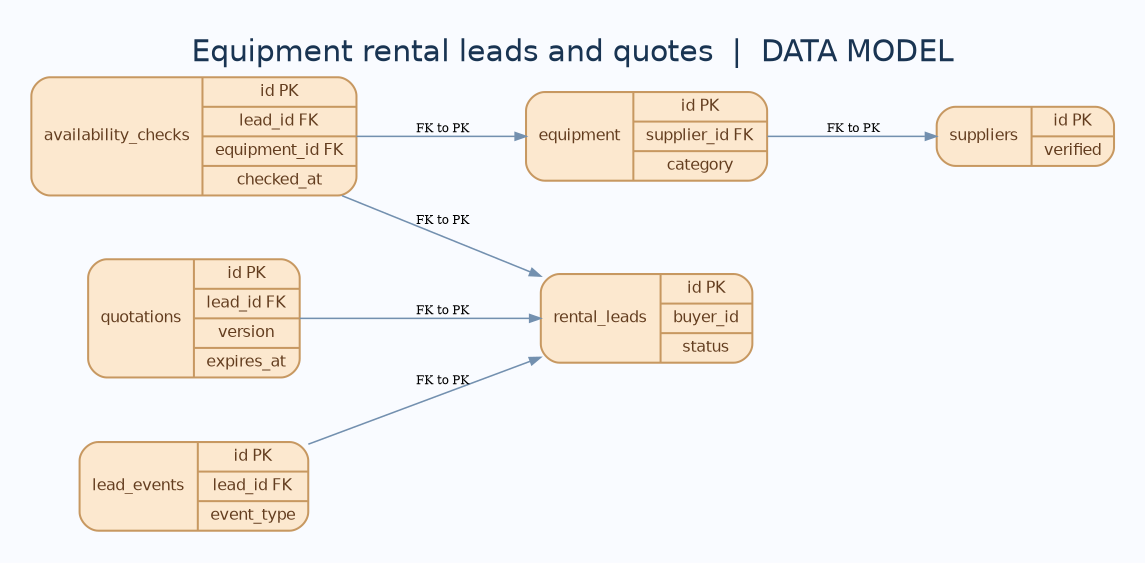 Equipment rental leads and quotes | DATA MODEL
availability_checks
id PK
lead_id FK
equipment_id FK
checked_at
FK to PK
equipment
id PK
supplier_id FK
category
FK to PK
suppliers
id PK
verified
FK to PK
quotations
id PK
lead_id FK
version
expires_at
FK to PK
rental_leads
id PK
buyer_id
status
FK to PK
lead_events
id PK
lead_id FK
event_type